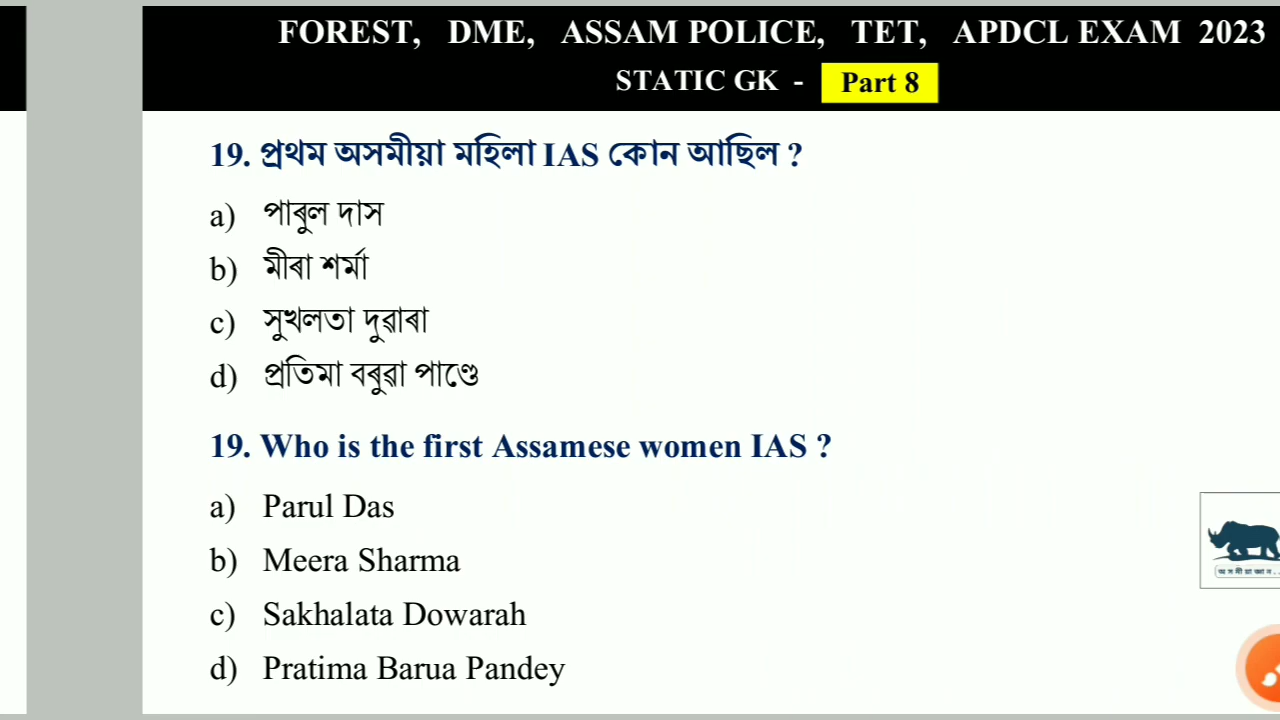 FOREST, DME, ASSAM POLICE, TET, APDCL EXAM 2023
STATIC GK - Part 8
19. প্ৰথম অসমীয়া মহিলা IAS কোন আছিল ?
a) পাৰুল দাস
b) মীৰা শৰ্মা
c) সুখলতা দুৱাৰা
d) প্ৰতিমা বৰুৱা পাণ্ডে
19. Who is the first Assamese women IAS ?
a) Parul Das
b) Meera Sharma
c) Sakhalata Dowarah
d) Pratima Barua Pandey